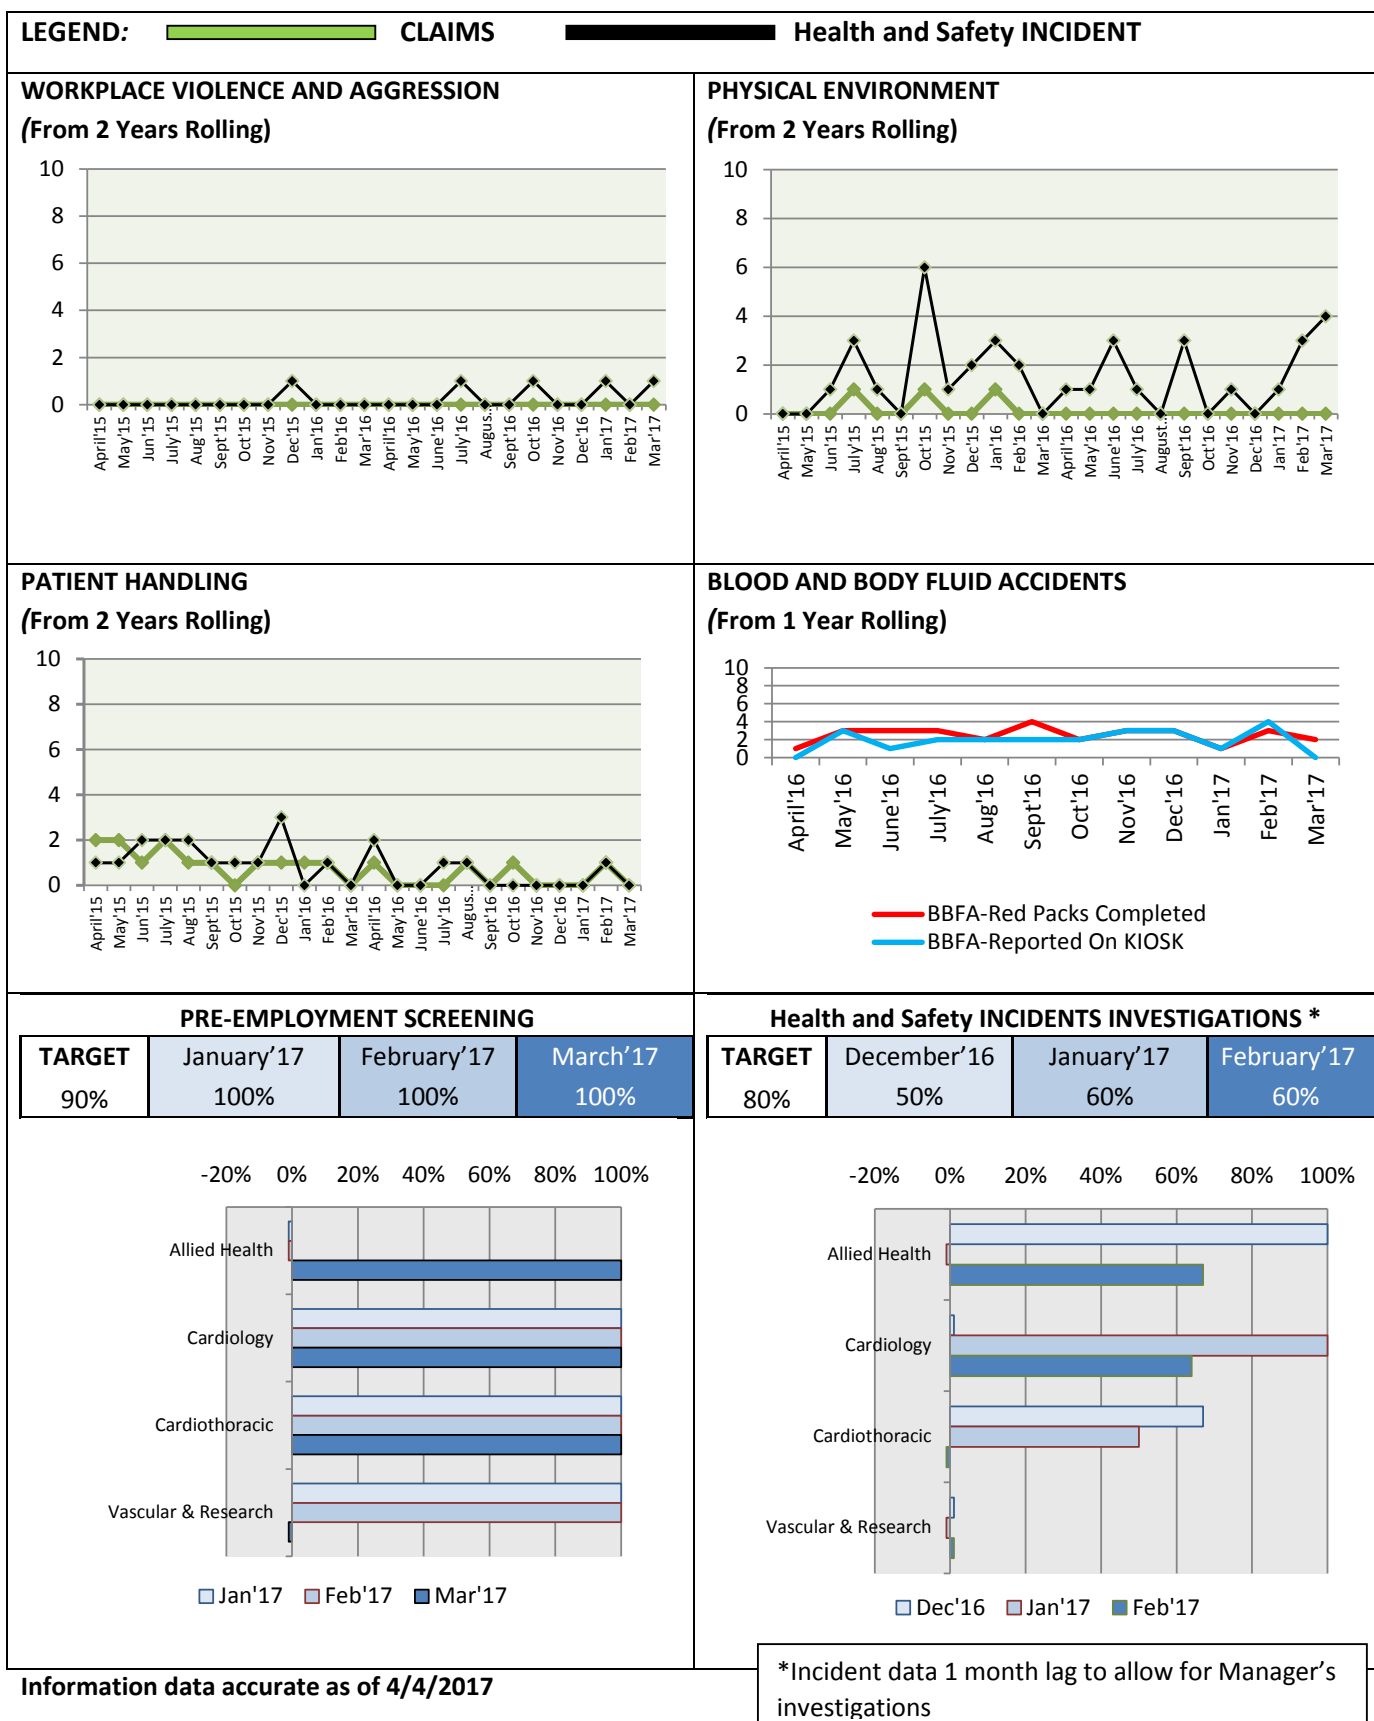 LEGEND: CLAIMS Health and Safety INCIDENT
WORKPLACE VIOLENCE AND AGGRESSION
(From 2 Years Rolling)
10
8
6
4
2
0
April'15 May'15 Jun'15 July'15 Aug'15 Sept'15 Oct'15 Nov'15 Dec'15 Jan'16 Feb'16 Mar'16 April'16 May'16 June'16 July'16 Augus... Sept'16 Oct'16 Nov'16 Dec'16 Jan'17 Feb'17 Mar'17
PHYSICAL ENVIRONMENT
(From 2 Years Rolling)
10
8
6
4
2
0
April'15 May'15 Jun'15 July'15 Aug'15 Sept'15 Oct'15 Nov'15 Dec'15 Jan'16 Feb'16 Mar'16 April'16 May'16 June'16 July'16 August... Sept'16 Oct'16 Nov'16 Dec'16 Jan'17 Feb'17 Mar'17
PATIENT HANDLING
(From 2 Years Rolling)
10
8
6
4
2
0
April'15 May'15 Jun'15 July'15 Aug'15 Sept'15 Oct'15 Nov'15 Dec'15 Jan'16 Feb'16 Mar'16 April'16 May'16 June'16 July'16 Augus... Sept'16 Oct'16 Nov'16 Dec'16 Jan'17 Feb'17 Mar'17
BLOOD AND BODY FLUID ACCIDENTS
(From 1 Year Rolling)
10
8
6
4
2
0
April'16 May'16 June'16 July'16 Aug'16 Sept'16 Oct'16 Nov'16 Dec'16 Jan'17 Feb'17 Mar'17
BBFA-Red Packs Completed
BBFA-Reported On KIOSK
PRE-EMPLOYMENT SCREENING
TARGET January’17 February’17 March’17
90% 100% 100% 100%
-20% 0% 20% 40% 60% 80% 100%
Allied Health
Cardiology
Cardiothoracic
Vascular & Research
Jan'17 Feb'17 Mar'17
Health and Safety INCIDENTS INVESTIGATIONS *
TARGET December’16 January’17 February’17
80% 50% 60% 60%
-20% 0% 20% 40% 60% 80% 100%
Allied Health
Cardiology
Cardiothoracic
Vascular & Research
Dec'16 Jan'17 Feb'17
Information data accurate as of 4/4/2017
*Incident data 1 month lag to allow for Manager’s
investigations